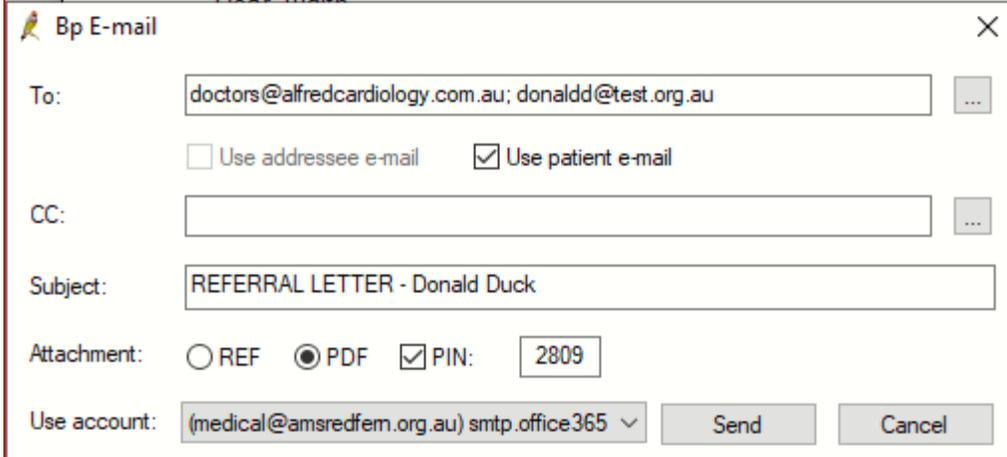 Bp E-mail
To: doctors@alfredcardiology.com.au; donaldd@test.org.au ...
Use addressee e-mail Use patient e-mail
CC: ...
Subject: REFERRAL LETTER - Donald Duck
Attachment: REF PDF PIN: 2809
Use account: (medical@amsredfern.org.au) smtp.office365 Send Cancel